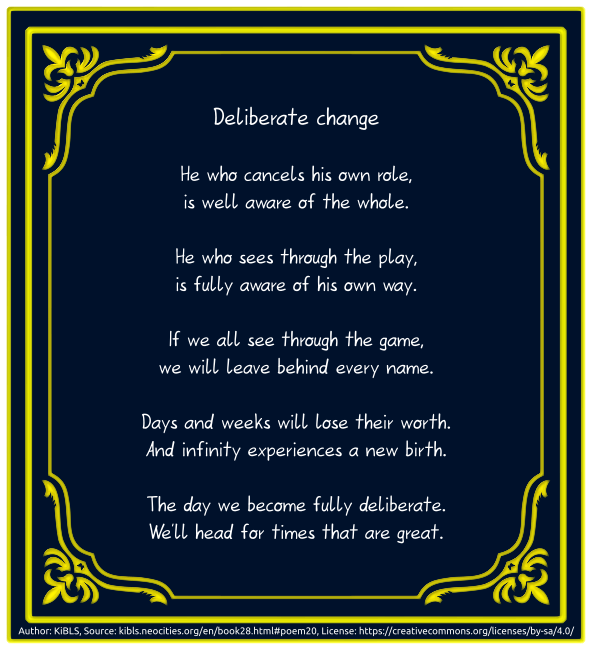 Deliberate change
He who cancels his own role,
is well aware of the whole.
He who sees through the play,
is fully aware of his own way.
If we all see through the game,
we will leave behind every name.
Days and weeks will lose their worth.
And infinity experiences a new birth.
The day we become fully deliberate.
We'll head for times that are great.
Author: KiBLS, Source: kibls.neocities.org/en/book28.html#poem20, License: https://creativecommons.org/licenses/by-sa/4.0/